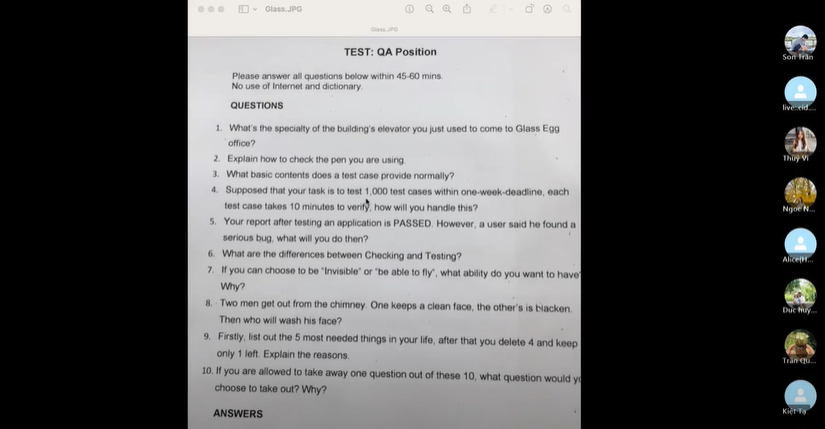 Glass.JPG
Glass.JPG
TEST: QA Position
Please answer all questions below within 45-60 mins.
No use of Internet and dictionary.
QUESTIONS
1. What's the specialty of the building's elevator you just used to come to Glass Egg
office?
2. Explain how to check the pen you are using.
3. What basic contents does a test case provide normally?
4. Supposed that your task is to test 1,000 test cases within one-week-deadline, each
test case takes 10 minutes to verify, how will you handle this?
5. Your report after testing an application is PASSED. However, a user said he found a
serious bug, what will you do then?
6. What are the differences between Checking and Testing?
7. If you can choose to be "Invisible" or "be able to fly", what ability do you want to have
Why?
8. Two men get out from the chimney. One keeps a clean face, the other's is blacken.
Then who will wash his face?
9. Firstly, list out the 5 most needed things in your life, after that you delete 4 and keep
only 1 left. Explain the reasons.
10. If you are allowed to take away one question out of these 10, what question would yo
choose to take out? Why?
ANSWERS
Son Tran
live:cid....
Thuy Vi
Ngoc N...
Alice(H...
Duc huy...
Tran Qu...
Kiệt Tạ